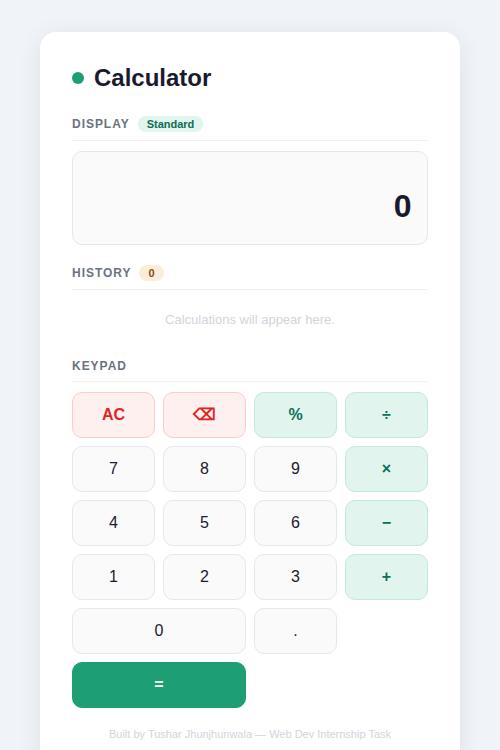 Calculator
DISPLAY Standard
0
HISTORY 0
Calculations will appear here.
KEYPAD
AC ⌫ % ÷
7 8 9 ×
4 5 6 −
1 2 3 +
0 .
=
Built by Tushar Jhunjhunwala — Web Dev Internship Task